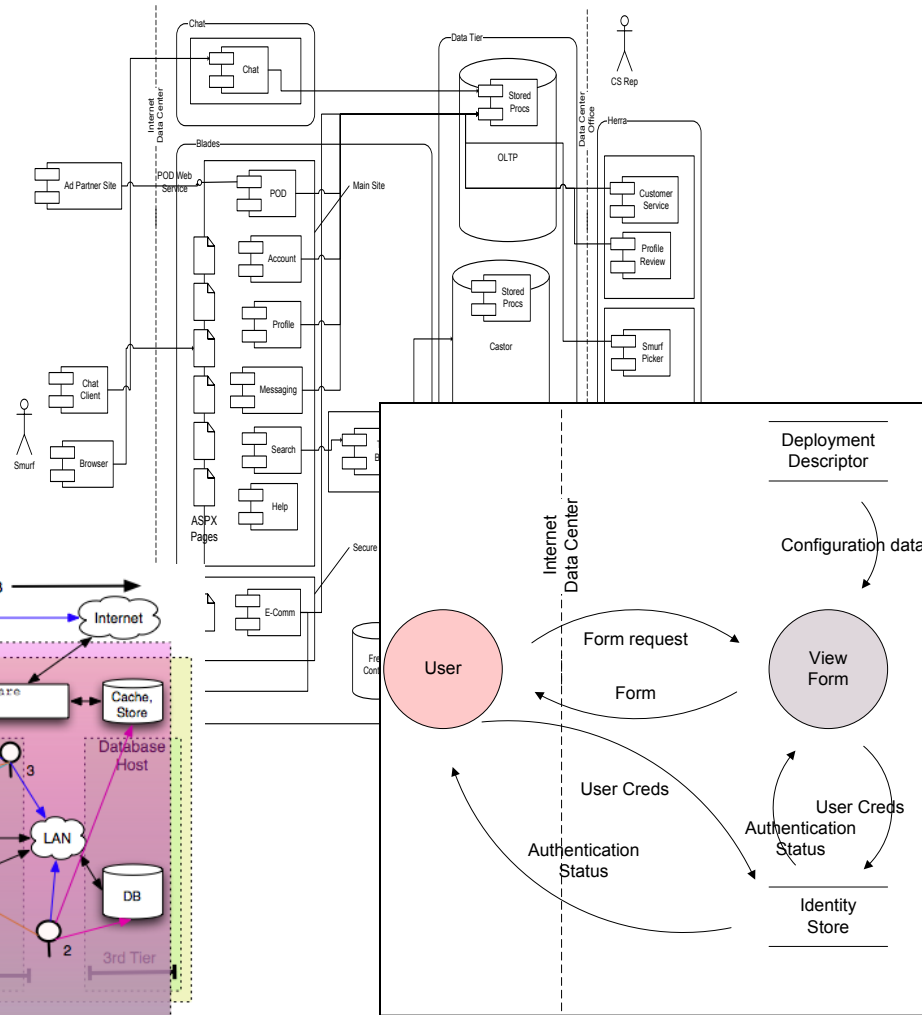 Chat
Data Tier
CS Rep
Chat
Stored
Procs
Internet
Data Center
Data Center
Office
Herra
Blades
OLTP
Ad Partner Site
POD Web
Service
POD
Main Site
Customer
Service
Account
Profile
Review
Stored
Procs
Profile
Castor
Smurf
Picker
Chat
Client
Messaging
Smurf
Browser
Search
B
Help
ASPX
Pages
Secure
E-Comm
Fre
Conf
Internet
are
Cache,
Store
Database
Host
3
LAN
DB
2
3rd Tier
Deployment
Descriptor
Internet
Data Center
Configuration data
Form request
User
View
Form
Form
User Creds
User Creds
Authentication
Status
Authentication
Status
Identity
Store